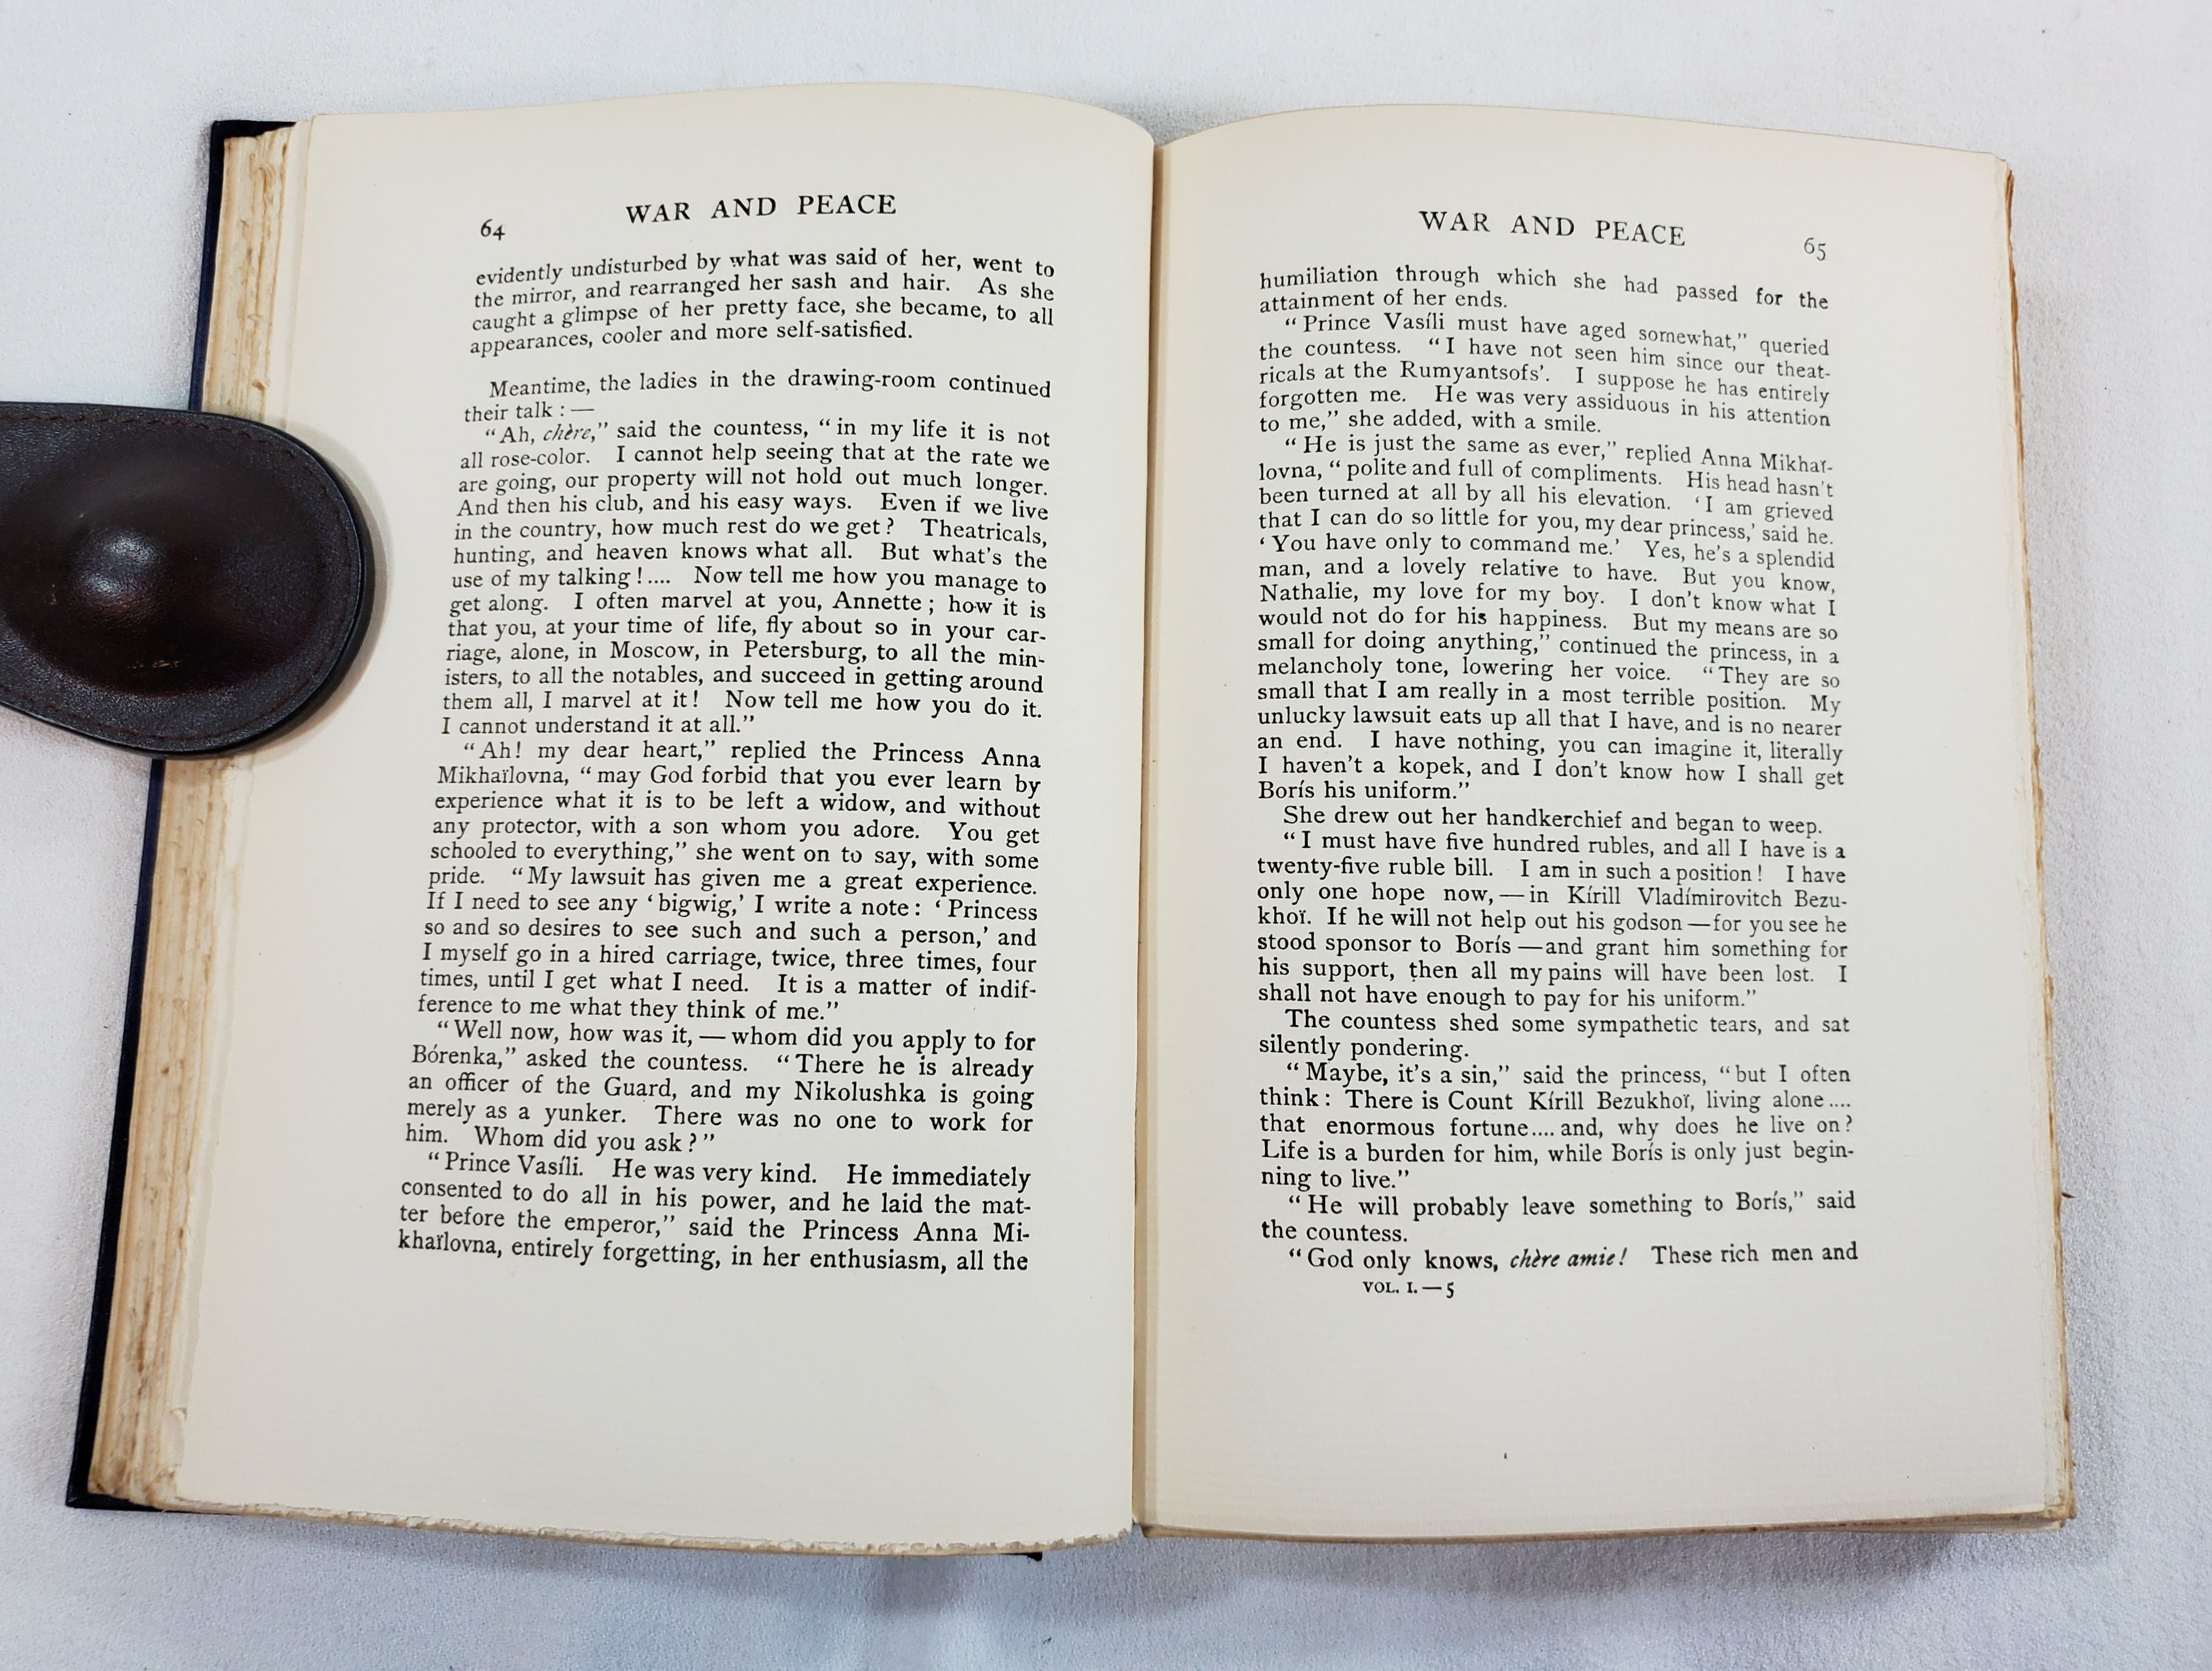 64
WAR AND PEACE
evidently undisturbed by what was said of her, went to
the mirror, and rearranged her sash and hair. As she
caught a glimpse of her pretty face, she became, to all
appearances, cooler and more self-satisfied.
Meantime, the ladies in the drawing-room continued
their talk : —
“Ah, chère,” said the countess, “in my life it is not
all rose-color. I cannot help seeing that at the rate we
are going, our property will not hold out much longer.
And then his club, and his easy ways. Even if we live
in the country, how much rest do we get? Theatricals,
hunting, and heaven knows what all. But what's the
use of my talking!.... Now tell me how you manage to
get along. I often marvel at you, Annette; how it is
that you, at your time of life, fly about so in your car-
riage, alone, in Moscow, in Petersburg, to all the min-
isters, to all the notables, and succeed in getting around
them all, I marvel at it! Now tell me how you do it.
I cannot understand it at all.”
“Ah! my dear heart,” replied the Princess Anna
Mikhaïlovna, “may God forbid that you ever learn by
experience what it is to be left a widow, and without
any protector, with a son whom you adore. You get
schooled to everything,” she went on to say, with some
pride. “My lawsuit has given me a great experience.
If I need to see any ‘bigwig,’ I write a note: ‘Princess
so and so desires to see such and such a person,’ and
I myself go in a hired carriage, twice, three times, four
times, until I get what I need. It is a matter of indif-
ference to me what they think of me.”
“Well now, how was it, — whom did you apply to for
Bórenka,” asked the countess. “There he is already
an officer of the Guard, and my Nikolushka is going
merely as a yunker. There was no one to work for
him. Whom did you ask?”
“Prince Vasíli. He was very kind. He immediately
consented to do all in his power, and he laid the mat-
ter before the emperor,” said the Princess Anna Mi-
khaïlovna, entirely forgetting, in her enthusiasm, all the
WAR AND PEACE
65
humiliation through which she had passed for the
attainment of her ends.
“Prince Vasíli must have aged somewhat,” queried
the countess. “I have not seen him since our theat-
ricals at the Rumyantsofs'. I suppose he has entirely
forgotten me. He was very assiduous in his attention
to me,” she added, with a smile.
“He is just the same as ever,” replied Anna Mikhaï-
lovna, “polite and full of compliments. His head hasn't
been turned at all by all his elevation. ‘I am grieved
that I can do so little for you, my dear princess,’ said he.
‘You have only to command me.’ Yes, he's a splendid
man, and a lovely relative to have. But you know,
Nathalie, my love for my boy. I don't know what I
would not do for his happiness. But my means are so
small for doing anything,” continued the princess, in a
melancholy tone, lowering her voice. “They are so
small that I am really in a most terrible position. My
unlucky lawsuit eats up all that I have, and is no nearer
an end. I have nothing, you can imagine it, literally
I haven't a kopek, and I don't know how I shall get
Borís his uniform.”
She drew out her handkerchief and began to weep.
“I must have five hundred rubles, and all I have is a
twenty-five ruble bill. I am in such a position! I have
only one hope now, — in Kírill Vladímirovitch Bezu-
khoï. If he will not help out his godson — for you see he
stood sponsor to Borís — and grant him something for
his support, then all my pains will have been lost. I
shall not have enough to pay for his uniform.”
The countess shed some sympathetic tears, and sat
silently pondering.
“Maybe, it's a sin,” said the princess, “but I often
think: There is Count Kírill Bezukhoï, living alone....
that enormous fortune.... and, why does he live on?
Life is a burden for him, while Borís is only just begin-
ning to live.”
“He will probably leave something to Borís,” said
the countess.
“God only knows, chère amie! These rich men and
VOL. I. — 5